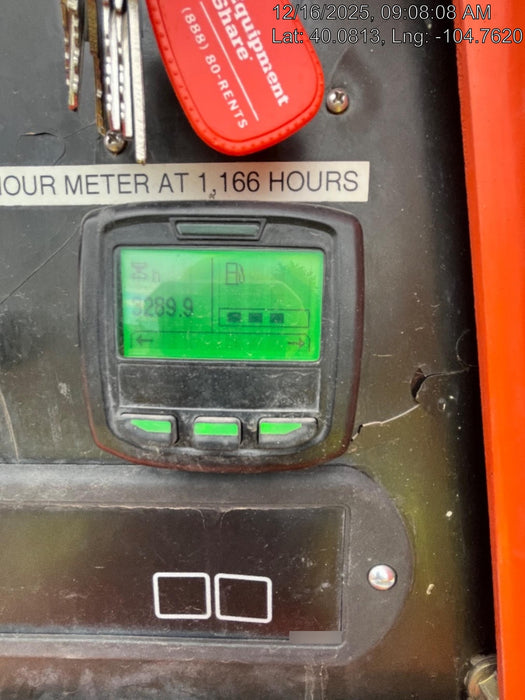 12/16/2025, 09:08:08 AM
Lat: 40.0813, Lng: -104.7620
Equipment
Share
(888) 80-RENTS
HOUR METER AT 1,166 HOURS
h
289.9